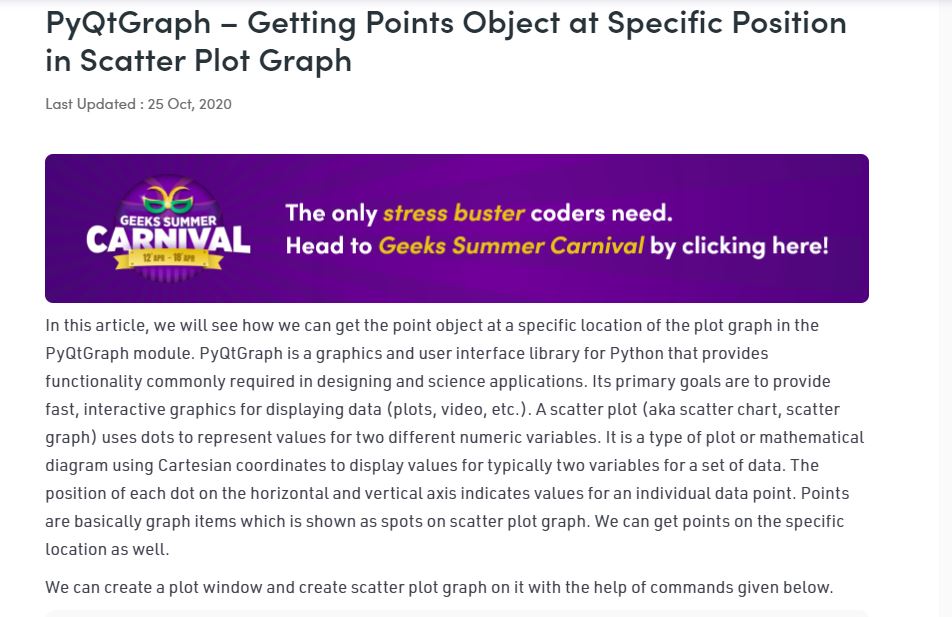 PyQtGraph – Getting Points Object at Specific Position
in Scatter Plot Graph
Last Updated : 25 Oct, 2020
GEEKS SUMMER
CARNIVAL
12 APR - 18 APR
The only stress buster coders need.
Head to Geeks Summer Carnival by clicking here!
In this article, we will see how we can get the point object at a specific location of the plot graph in the
PyQtGraph module. PyQtGraph is a graphics and user interface library for Python that provides
functionality commonly required in designing and science applications. Its primary goals are to provide
fast, interactive graphics for displaying data (plots, video, etc.). A scatter plot (aka scatter chart, scatter
graph) uses dots to represent values for two different numeric variables. It is a type of plot or mathematical
diagram using Cartesian coordinates to display values for typically two variables for a set of data. The
position of each dot on the horizontal and vertical axis indicates values for an individual data point. Points
are basically graph items which is shown as spots on scatter plot graph. We can get points on the specific
location as well.
We can create a plot window and create scatter plot graph on it with the help of commands given below.